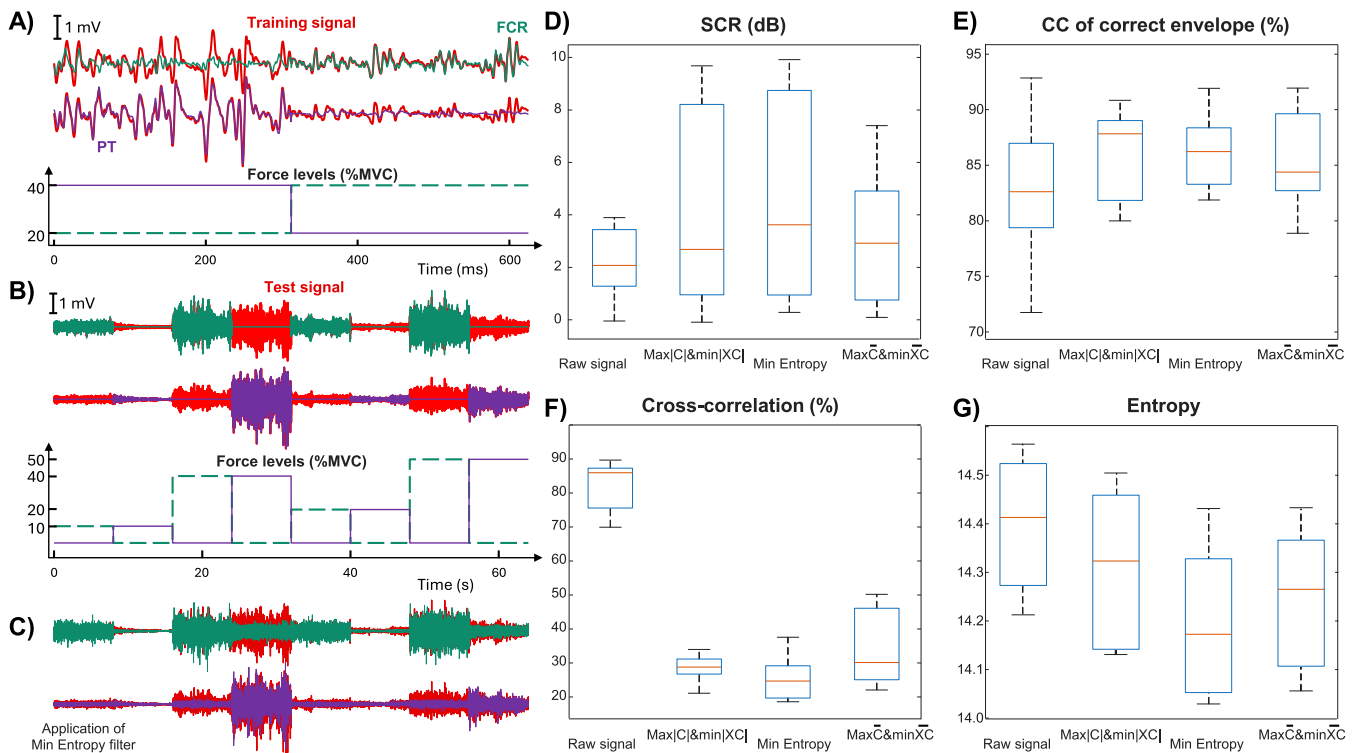 A)
1 mV
Training signal
FCR
PT
Force levels (%MVC)
40
20
0
200
400
600
Time (ms)
B)
1 mV
Test signal
Force levels (%MVC)
50
40
20
10
0
20
40
60
Time (s)
C)
Application of
Min Entropy filter
D)
SCR (dB)
10
8
6
4
2
0
Raw signal
Max|C|&min|XC|
Min Entropy
MaxC̄&minX̄C̄
E)
CC of correct envelope (%)
95
90
85
80
75
70
Raw signal
Max|C|&min|XC|
Min Entropy
MaxC̄&minX̄C̄
F)
Cross-correlation (%)
90
80
70
60
50
40
30
20
Raw signal
Max|C|&min|XC|
Min Entropy
MaxC̄&minX̄C̄
G)
Entropy
14.5
14.4
14.3
14.2
14.1
14.0
Raw signal
Max|C|&min|XC|
Min Entropy
MaxC̄&minX̄C̄